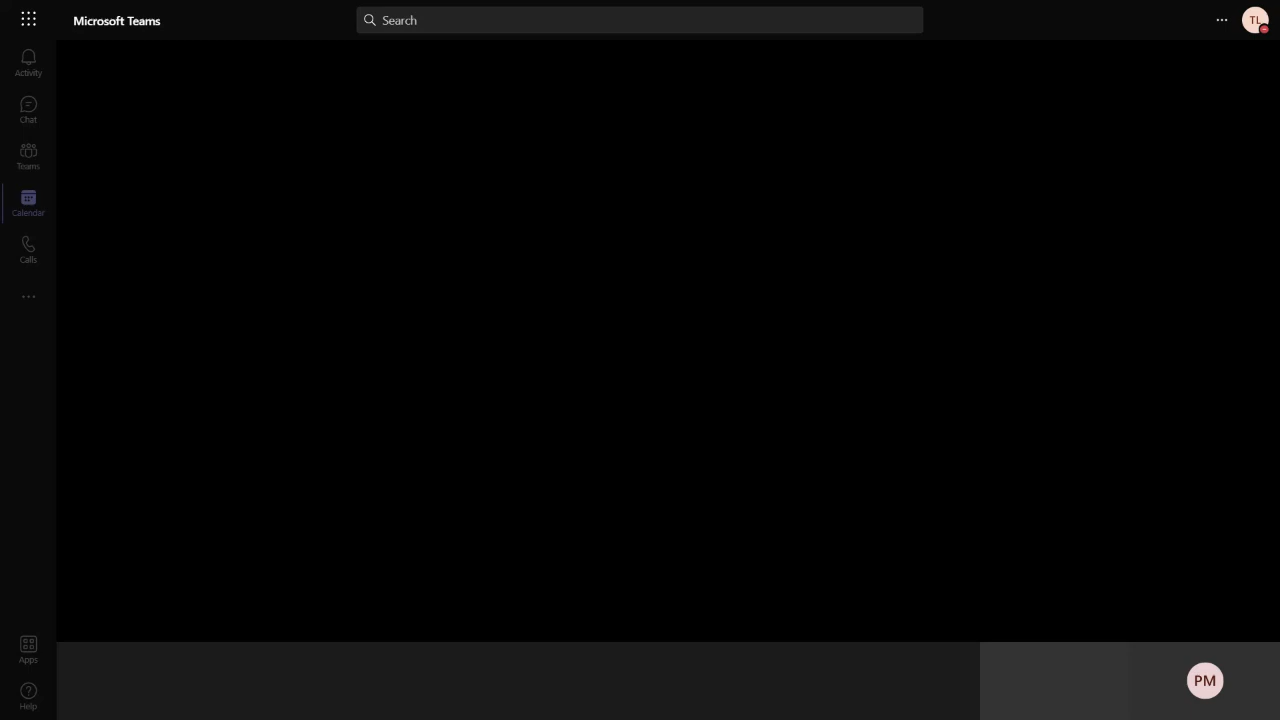 Microsoft Teams
Search
TL
Activity
Chat
Teams
Calendar
Calls
Apps
Help
PM